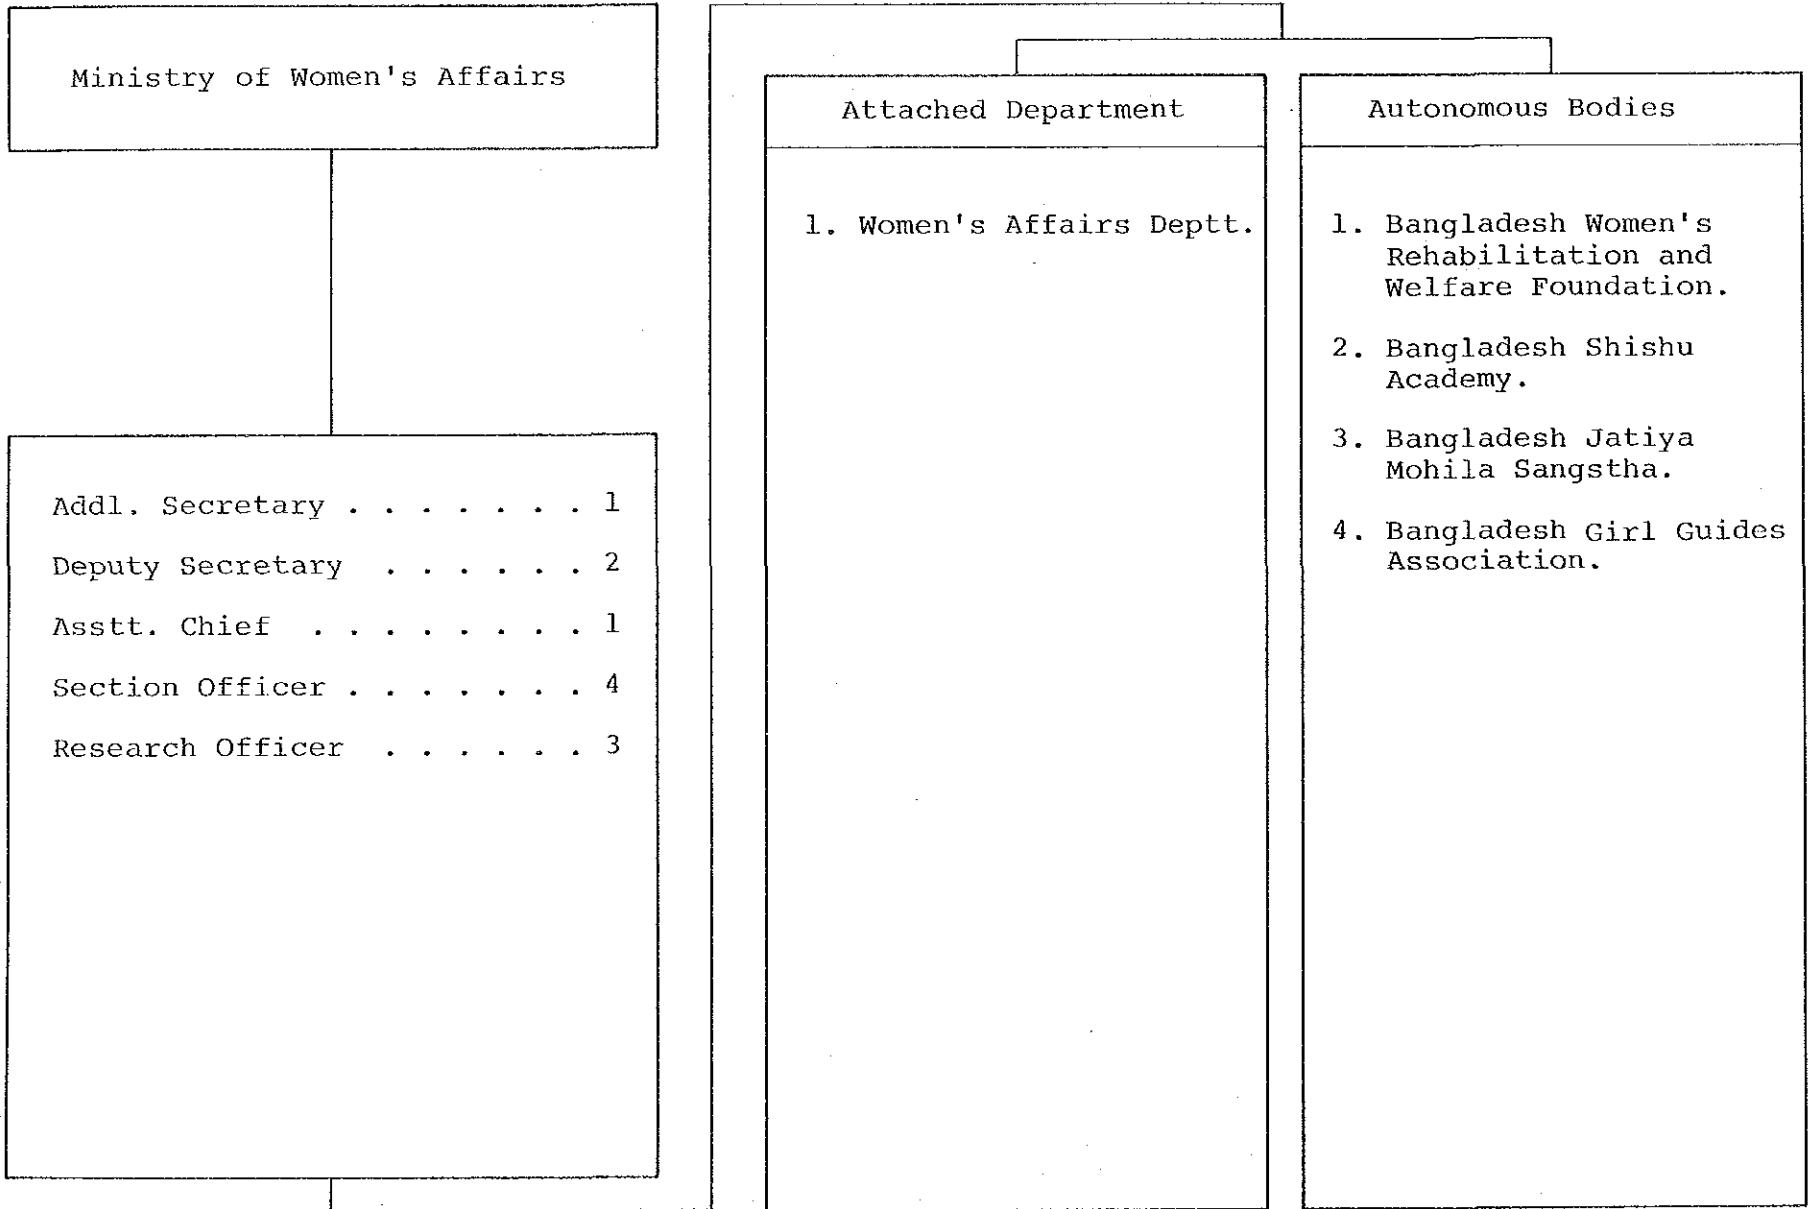 Ministry of Women's Affairs
Addl. Secretary . . . . . . . 1
Deputy Secretary . . . . . . 2
Asstt. Chief . . . . . . . . 1
Section Officer . . . . . . . 4
Research Officer . . . . . . 3
Attached Department
1. Women's Affairs Deptt.
Autonomous Bodies
1. Bangladesh Women's
Rehabilitation and
Welfare Foundation.
2. Bangladesh Shishu
Academy.
3. Bangladesh Jatiya
Mohila Sangstha.
4. Bangladesh Girl Guides
Association.